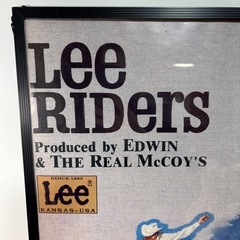 Lee
RIDERS
Produced by EDWIN
& THE REAL McCOY'S
SINCE 1889
Lee
®
KANSAS-USA